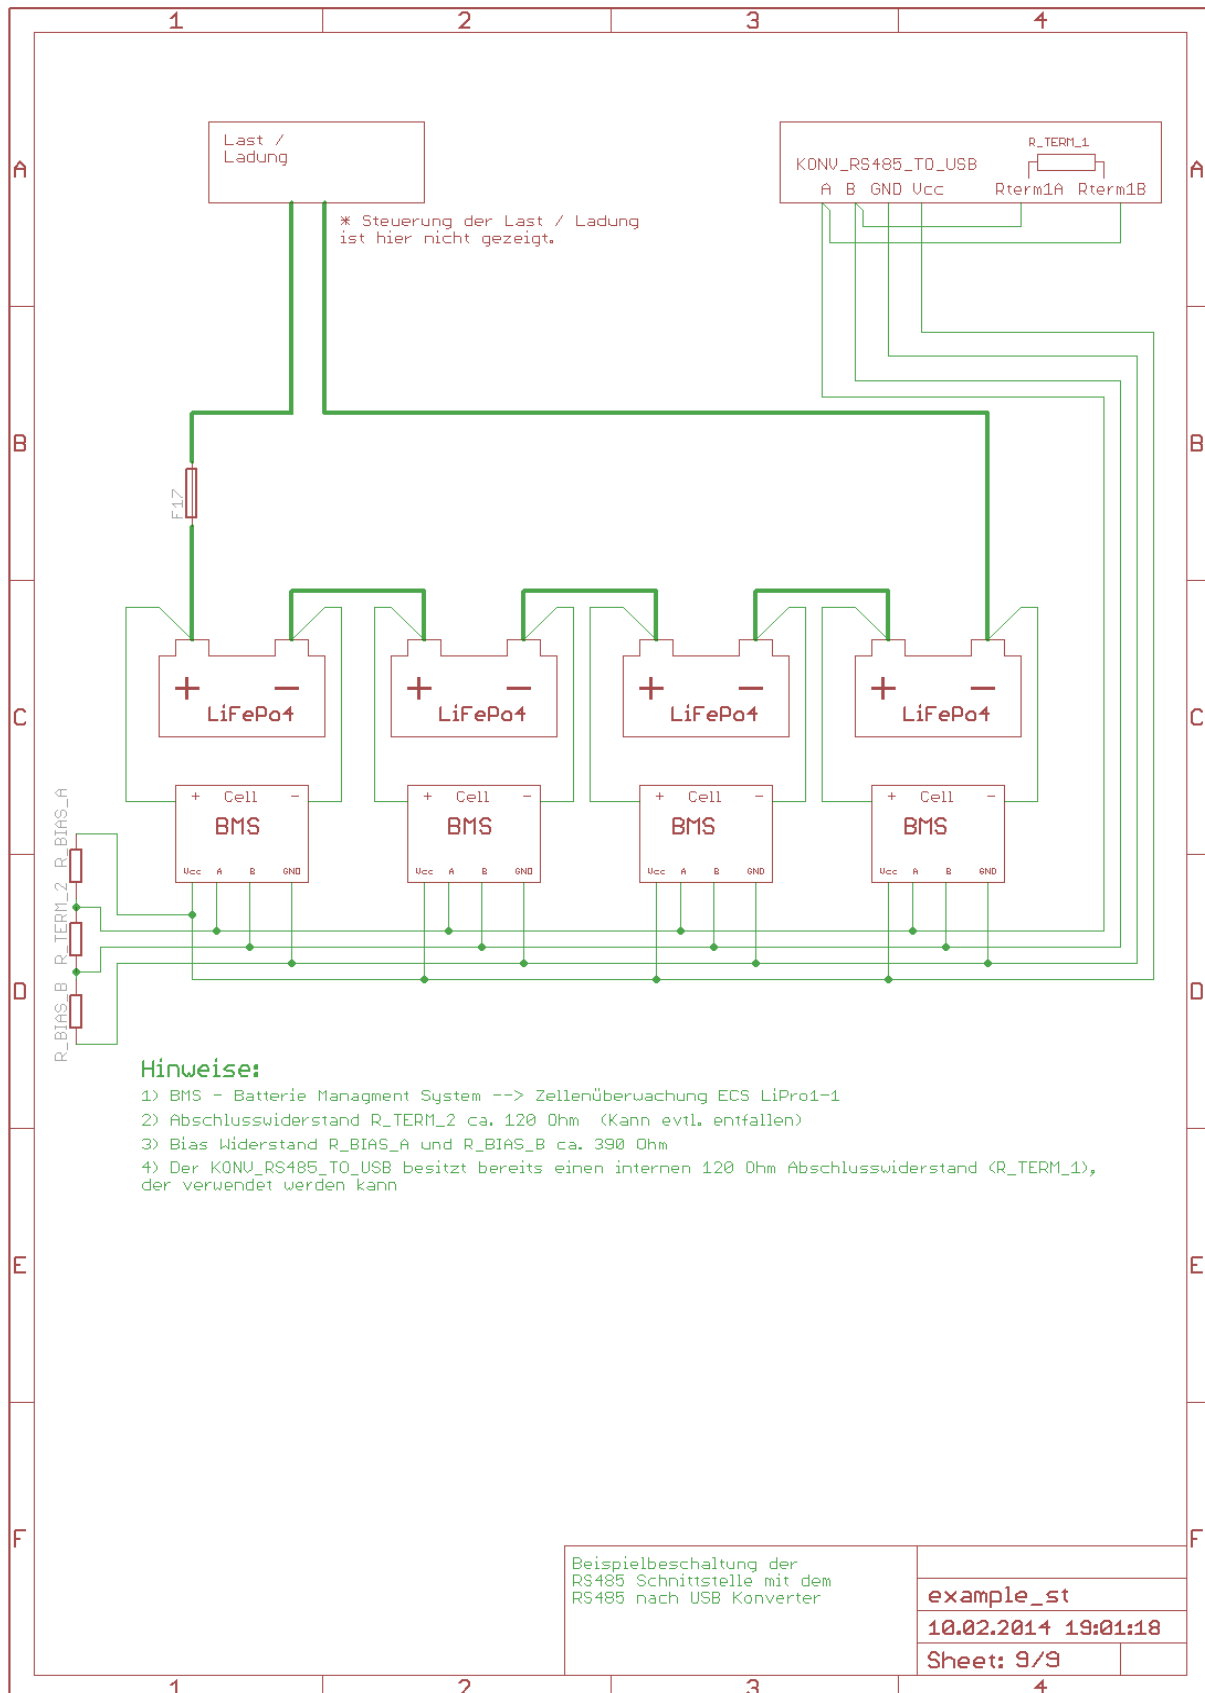 1 2 3 4
A A
Last /
Ladung
R_TERM_1
KONV_RS485_TO_USB
A B GND Vcc Rterm1A Rterm1B
* Steuerung der Last / Ladung
ist hier nicht gezeigt.
B B
F17
+ − + − + − + −
LiFePo4 LiFePo4 LiFePo4 LiFePo4
C C
+ Cell − + Cell − + Cell − + Cell −
BMS BMS BMS BMS
Vcc A B GND Vcc A B GND Vcc A B GND Vcc A B GND
R_BIAS_A
R_TERM_2
R_BIAS_B
D D
Hinweise:
1) BMS - Batterie Managment System --> Zellenüberwachung ECS LiPro1-1
2) Abschlusswiderstand R_TERM_2 ca. 120 Ohm (Kann evtl. entfallen)
3) Bias Widerstand R_BIAS_A und R_BIAS_B ca. 390 Ohm
4) Der KONV_RS485_TO_USB besitzt bereits einen internen 120 Ohm Abschlusswiderstand (R_TERM_1),
der verwendet werden kann
E E
F F
Beispielbeschaltung der
RS485 Schnittstelle mit dem
RS485 nach USB Konverter
example_st
10.02.2014 19:01:18
Sheet: 9/9
1 2 3 4